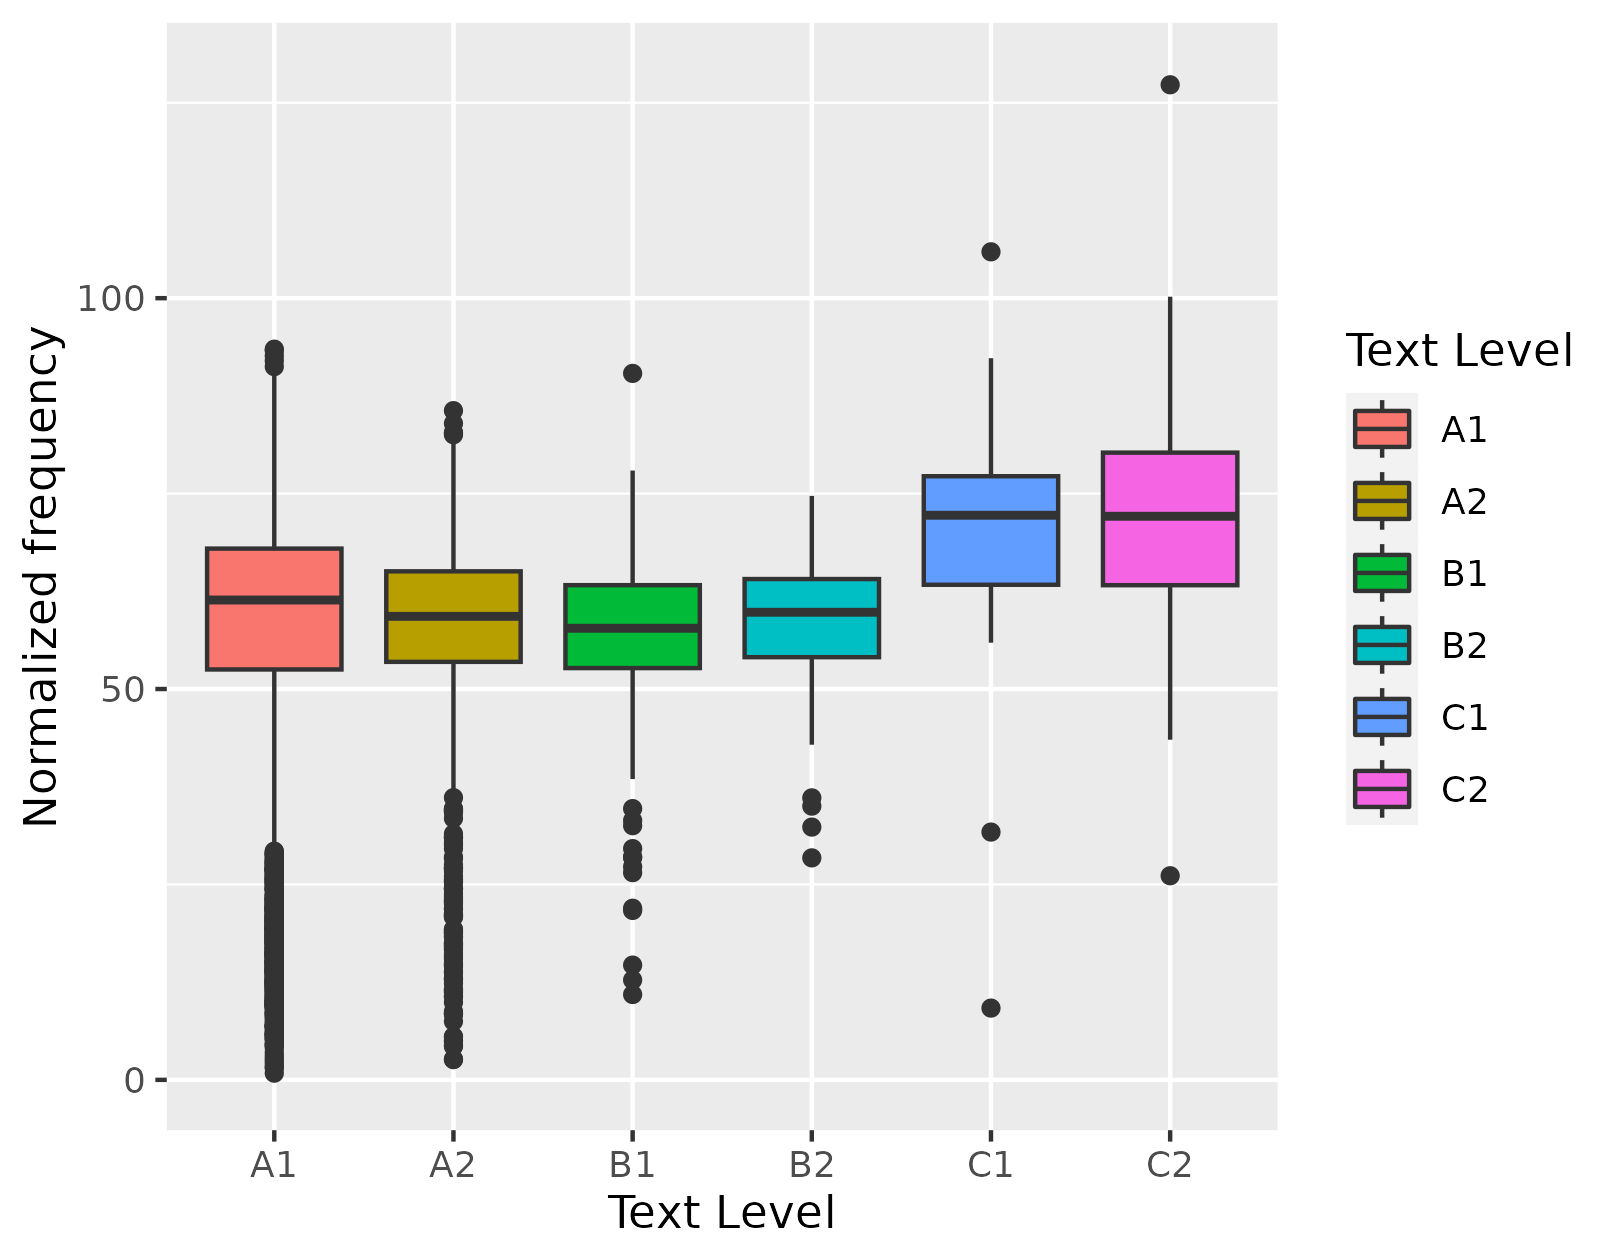 Normalized frequency
100
50
0
A1 A2 B1 B2 C1 C2
Text Level
Text Level
A1
A2
B1
B2
C1
C2